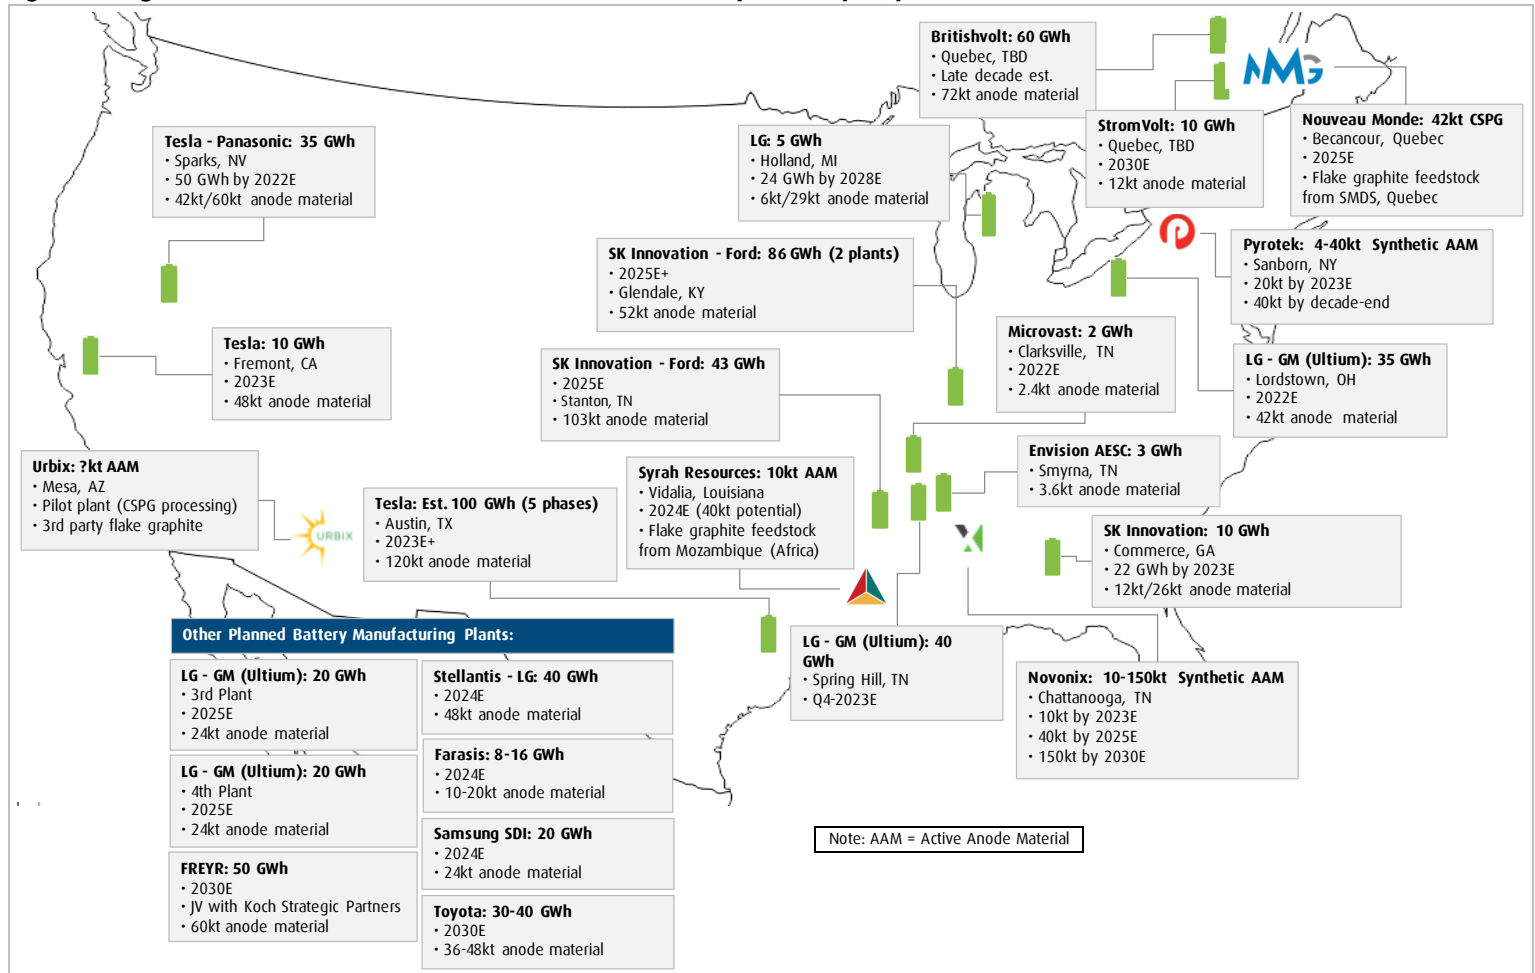 Britishvolt: 60 GWh
• Quebec, TBD
• Late decade est.
• 72kt anode material
NMG
Tesla - Panasonic: 35 GWh
• Sparks, NV
• 50 GWh by 2022E
• 42kt/60kt anode material
LG: 5 GWh
• Holland, MI
• 24 GWh by 2028E
• 6kt/29kt anode material
StromVolt: 10 GWh
• Quebec, TBD
• 2030E
• 12kt anode material
Nouveau Monde: 42kt CSPG
• Becancour, Quebec
• 2025E
• Flake graphite feedstock
from SMDS, Quebec
SK Innovation - Ford: 86 GWh (2 plants)
• 2025E+
• Glendale, KY
• 52kt anode material
Pyrotek: 4-40kt Synthetic AAM
• Sanborn, NY
• 20kt by 2023E
• 40kt by decade-end
Tesla: 10 GWh
• Fremont, CA
• 2023E
• 48kt anode material
SK Innovation - Ford: 43 GWh
• 2025E
• Stanton, TN
• 103kt anode material
Microvast: 2 GWh
• Clarksville, TN
• 2022E
• 2.4kt anode material
LG - GM (Ultium): 35 GWh
• Lordstown, OH
• 2022E
• 42kt anode material
Urbix: ?kt AAM
• Mesa, AZ
• Pilot plant (CSPG processing)
• 3rd party flake graphite
URBIX
Tesla: Est. 100 GWh (5 phases)
• Austin, TX
• 2023E+
• 120kt anode material
Syrah Resources: 10kt AAM
• Vidalia, Louisiana
• 2024E (40kt potential)
• Flake graphite feedstock
from Mozambique (Africa)
Envision AESC: 3 GWh
• Smyrna, TN
• 3.6kt anode material
SK Innovation: 10 GWh
• Commerce, GA
• 22 GWh by 2023E
• 12kt/26kt anode material
LG - GM (Ultium): 40
GWh
• Spring Hill, TN
• Q4-2023E
Novonix: 10-150kt Synthetic AAM
• Chattanooga, TN
• 10kt by 2023E
• 40kt by 2025E
• 150kt by 2030E
Other Planned Battery Manufacturing Plants:
LG - GM (Ultium): 20 GWh
• 3rd Plant
• 2025E
• 24kt anode material
LG - GM (Ultium): 20 GWh
• 4th Plant
• 2025E
• 24kt anode material
FREYR: 50 GWh
• 2030E
• JV with Koch Strategic Partners
• 60kt anode material
Stellantis - LG: 40 GWh
• 2024E
• 48kt anode material
Farasis: 8-16 GWh
• 2024E
• 10-20kt anode material
Samsung SDI: 20 GWh
• 2024E
• 24kt anode material
Toyota: 30-40 GWh
• 2030E
• 36-48kt anode material
Note: AAM = Active Anode Material